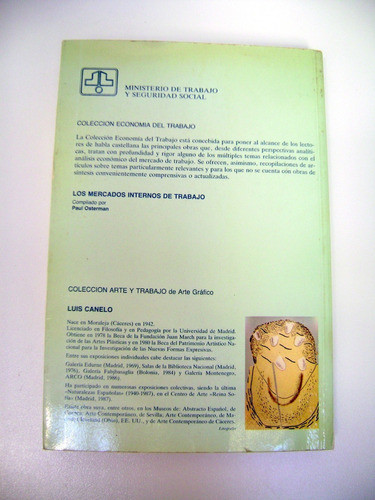 MINISTERIO DE TRABAJO
Y SEGURIDAD SOCIAL
COLECCION ECONOMIA DEL TRABAJO
La Colección Economía del Trabajo está concebida para poner al alcance de los lecto-
res de habla castellana las principales obras que, desde diferentes perspectivas analíti-
cas, tratan con profundidad y rigor alguno de los múltiples temas relacionados con el
análisis económico del mercado de trabajo. Se ofrecen, asimismo, recopilaciones de ar-
tículos sobre temas particularmente relevantes y para los que no se cuenta con obras de
síntesis convenientemente comprensivas o actualizadas.
LOS MERCADOS INTERNOS DE TRABAJO
Compilado por
Paul Osterman
COLECCION ARTE Y TRABAJO de Arte Gráfico
LUIS CANELO
Nace en Moraleja (Cáceres) en 1942.
Licenciado en Filosofía y en Pedagogía por la Universidad de Madrid.
Obtiene en 1978 la Beca de la Fundación Juan March para la investiga-
ción de las Artes Plásticas y en 1980 la Beca del Patrimonio Artístico Na-
cional para la Investigación de las Nuevas Formas Expresivas.
Entre sus exposiciones individuales cabe destacar las siguientes:
Galería Edurne (Madrid, 1969), Salas de la Biblioteca Nacional (Madrid,
1976), Galería Fabjbasaglia (Bolonia, 1984) y Galería Montenegro,
ARCO (Madrid, 1986).
Ha participado en numerosas exposiciones colectivas, siendo la última
«Naturalezas Españolas» (1940-1987), en el Centro de Arte «Reina So-
fía» (Madrid, 1987).
obra suya, entre otros, en los Museos de: Abstracto Español, de
Arte Contemporáneo, de Sevilla; Arte Contemporáneo, de Ma-
Cleveland (Ohio), EE. UU., y de Arte Contemporáneo de Cáceres.